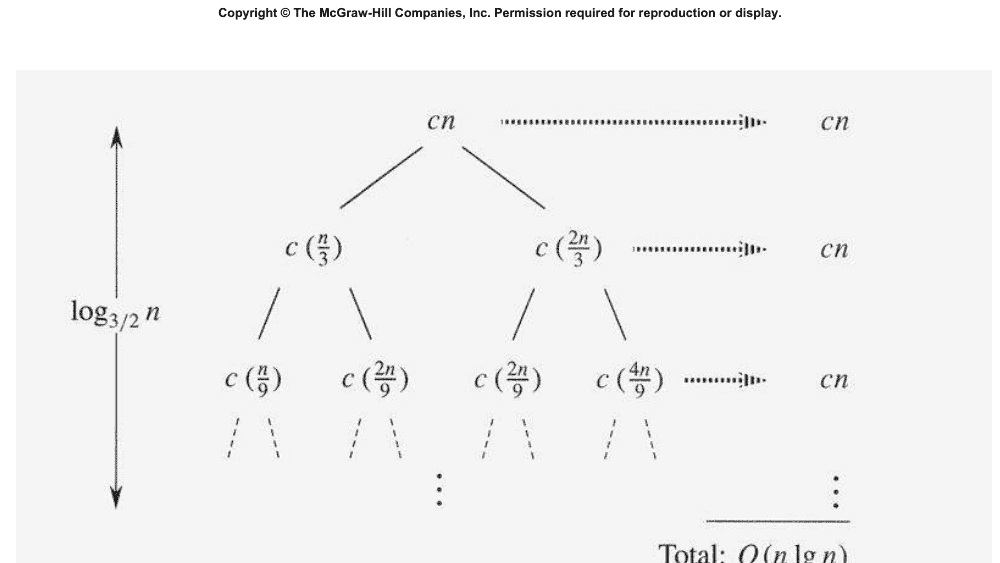 Copyright © The McGraw-Hill Companies, Inc. Permission required for reproduction or display.
cn cn
c (n/3) c (2n/3) cn
log3/2 n
c (n/9) c (2n/9) c (2n/9) c (4n/9) cn
⋮ ⋮
Total: O(n lg n)